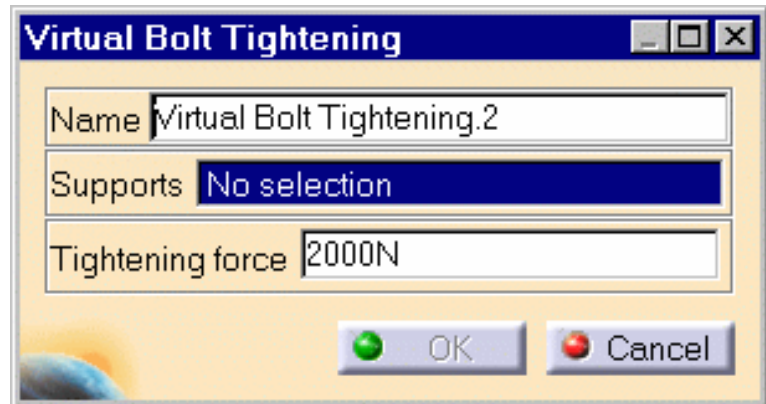 Virtual Bolt Tightening
Name Virtual Bolt Tightening.2
Supports No selection
Tightening force 2000N
OK Cancel